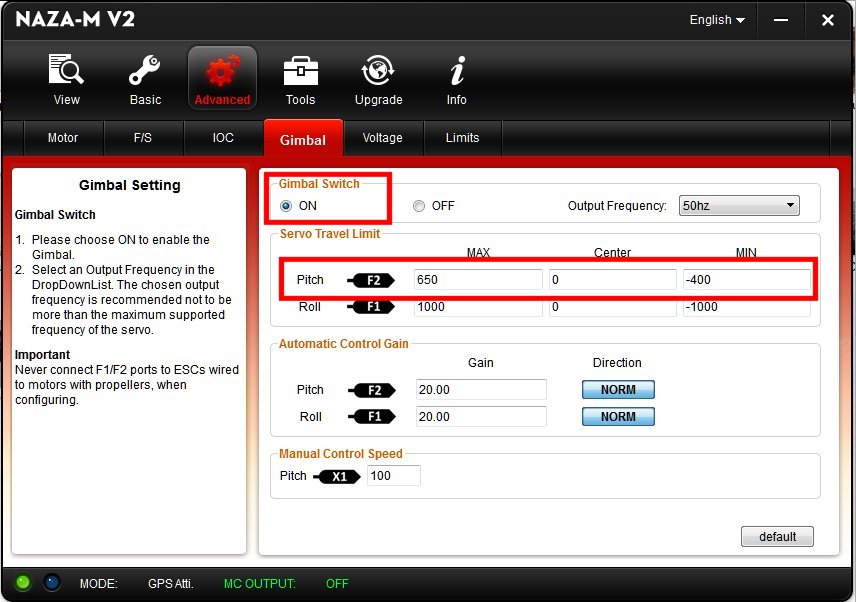 NAZA-M V2
English
View
Basic
Advanced
Tools
Upgrade
Info
Motor
F/S
IOC
Gimbal
Voltage
Limits
Gimbal Setting
Gimbal Switch
1. Please choose ON to enable the
Gimbal.
2. Select an Output Frequency in the
DropDownList. The chosen output
frequency is recommended not to be
more than the maximum supported
frequency of the servo.
Important
Never connect F1/F2 ports to ESCs wired
to motors with propellers, when
configuring.
Gimbal Switch
ON OFF Output Frequency: 50hz
Servo Travel Limit
MAX Center MIN
Pitch F2 650 0 -400
Roll F1 1000 0 -1000
Automatic Control Gain
Gain Direction
Pitch F2 20.00 NORM
Roll F1 20.00 NORM
Manual Control Speed
Pitch X1 100
default
MODE: GPS Atti. MC OUTPUT: OFF